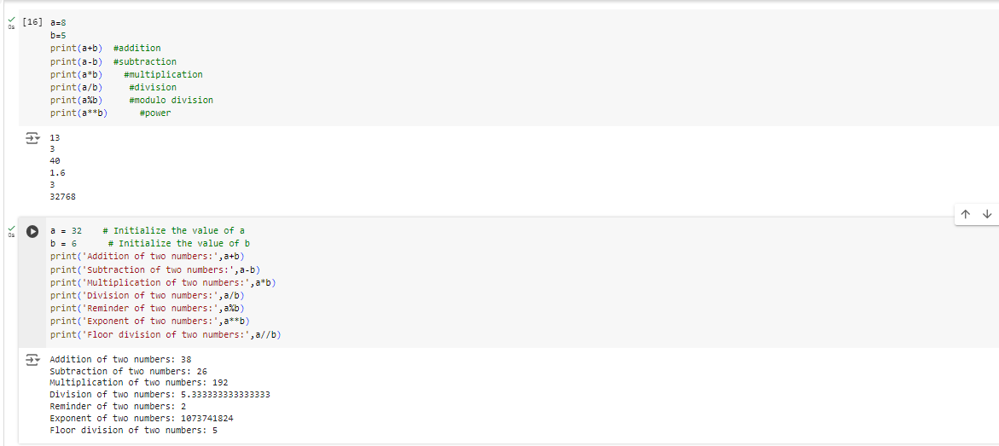 [16] a=8
0s
b=5
print(a+b)  #addition
print(a-b)  #subtraction
print(a*b)    #multiplication
print(a/b)     #division
print(a%b)     #modulo division
print(a**b)      #power
13
3
40
1.6
3
32768
0s
a = 32    # Initialize the value of a
b = 6      # Initialize the value of b
print('Addition of two numbers:',a+b)
print('Subtraction of two numbers:',a-b)
print('Multiplication of two numbers:',a*b)
print('Division of two numbers:',a/b)
print('Reminder of two numbers:',a%b)
print('Exponent of two numbers:',a**b)
print('Floor division of two numbers:',a//b)
Addition of two numbers: 38
Subtraction of two numbers: 26
Multiplication of two numbers: 192
Division of two numbers: 5.333333333333333
Reminder of two numbers: 2
Exponent of two numbers: 1073741824
Floor division of two numbers: 5